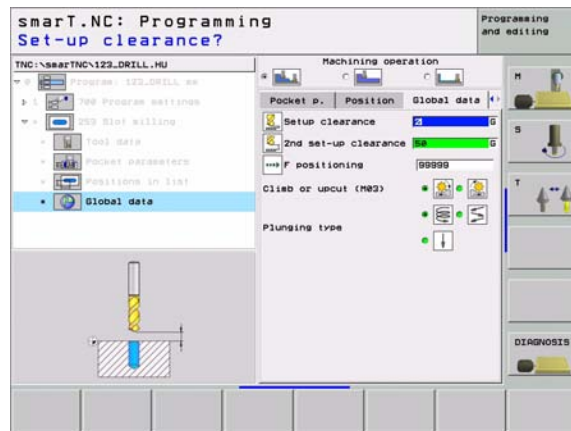 smarT.NC: Programming
Programming and editing
Set-up clearance?
TNC:\smarTNC\123_DRILL.HU
0 Program: 123_DRILL mm
1 700 Program settings
253 Slot milling
Tool data
Pocket parameters
Positions in list
Global data
Machining operation
Pocket p. Position Global data
Setup clearance 2 G
2nd set-up clearance 50 G
F positioning 99999
Climb or upcut (M03)
Plunging type
M
S
T
DIAGNOSIS